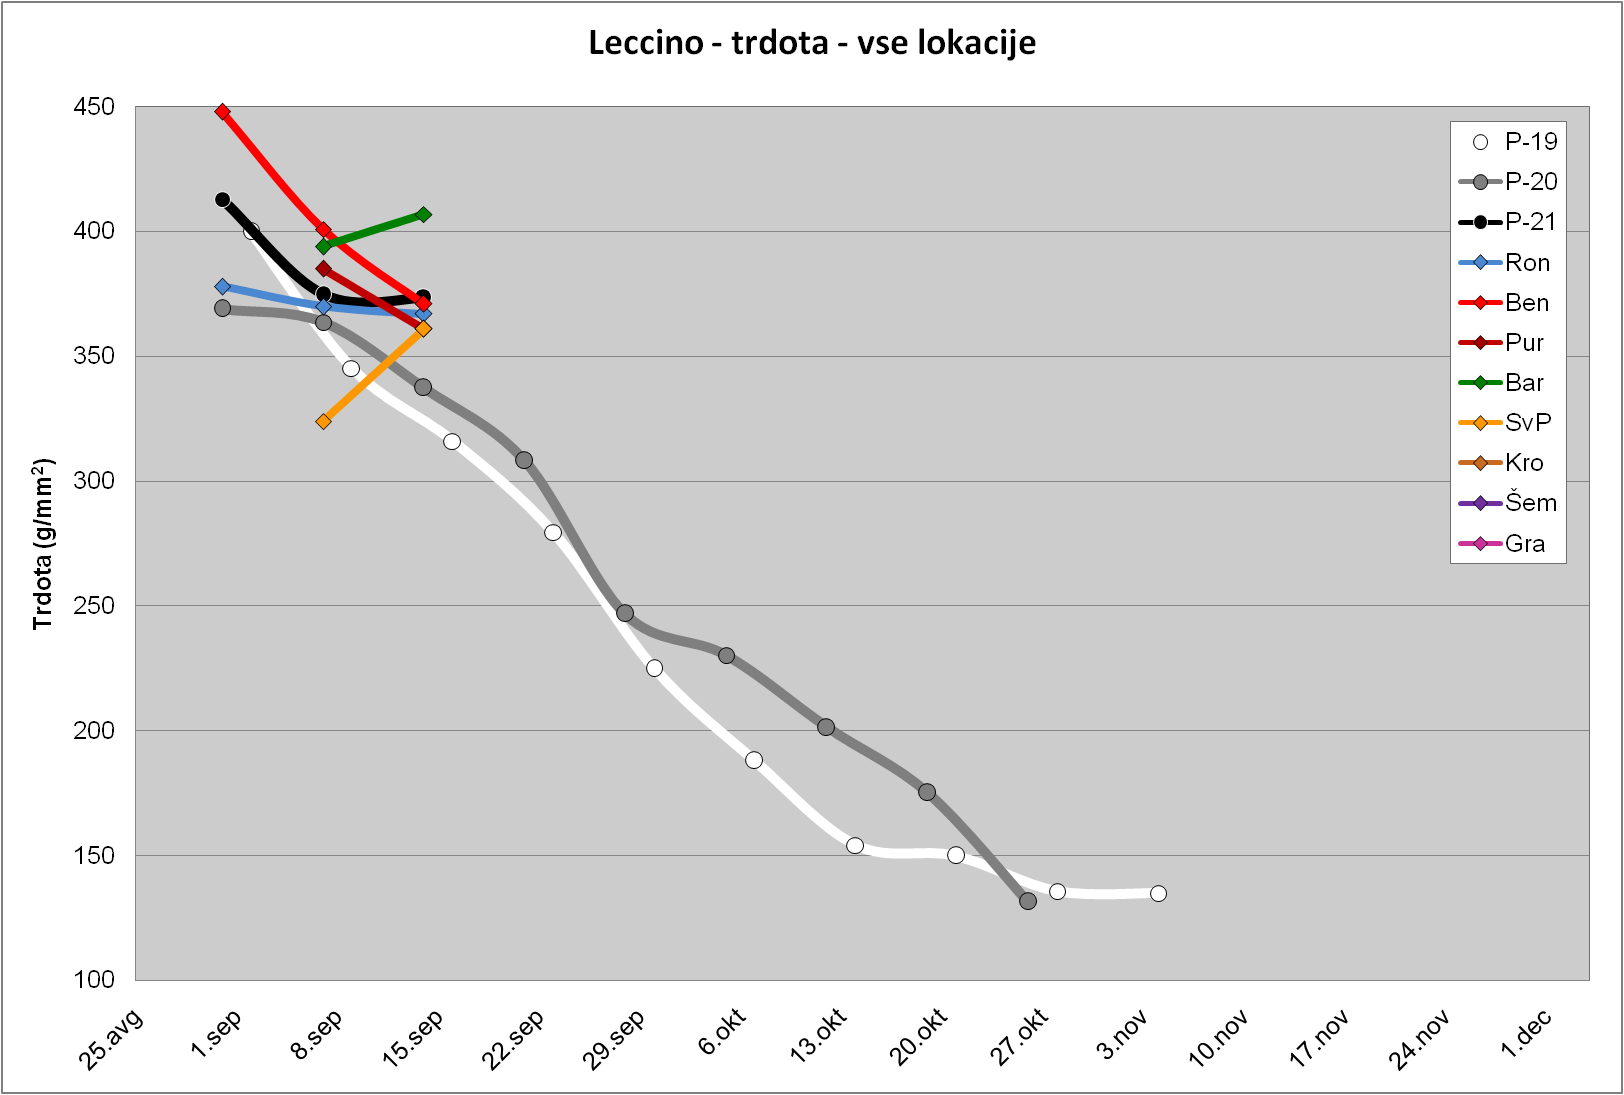 Leccino - trdota - vse lokacije
Trdota (g/mm²)
450
400
350
300
250
200
150
100
25.avg
1.sep
8.sep
15.sep
22.sep
29.sep
6.okt
13.okt
20.okt
27.okt
3.nov
10.nov
17.nov
24.nov
1.dec
P-19
P-20
P-21
Ron
Ben
Pur
Bar
SvP
Kro
Šem
Gra